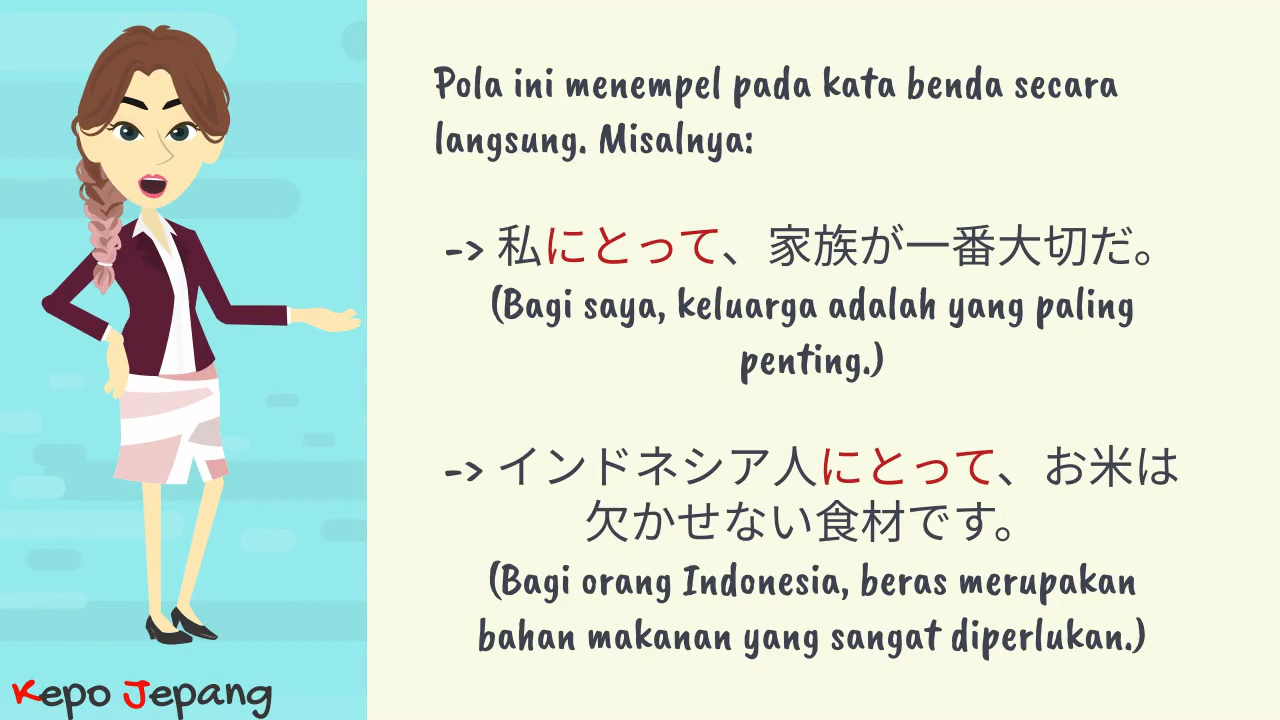 Pola ini menempel pada kata benda secara
langsung. Misalnya:
-> 私にとって、家族が一番大切だ。
(Bagi saya, keluarga adalah yang paling
penting.)
-> インドネシア人にとって、お米は
欠かせない食材です。
(Bagi orang Indonesia, beras merupakan
bahan makanan yang sangat diperlukan.)
Kepo Jepang